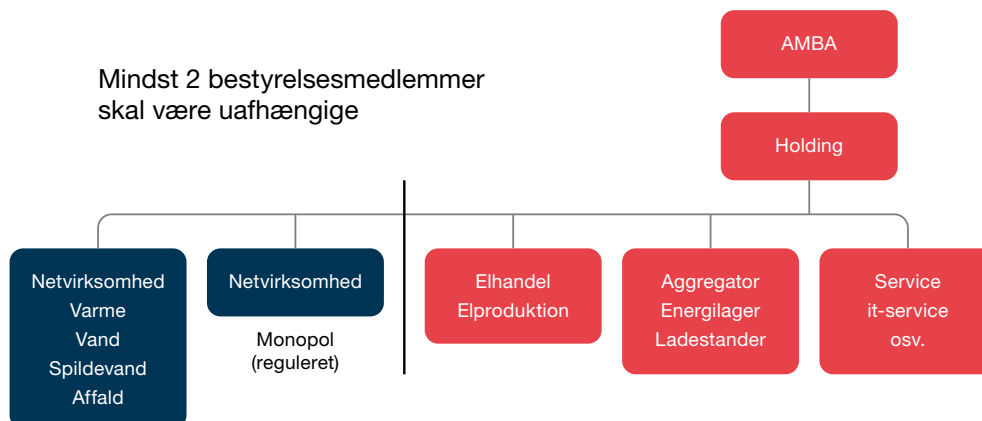 AMBA
Mindst 2 bestyrelsesmedlemmer
skal være uafhængige
Holding
Netvirksomhed
Varme
Vand
Spildevand
Affald
Netvirksomhed
Monopol
(reguleret)
Elhandel
Elproduktion
Aggregator
Energilager
Ladestander
Service
it-service
osv.